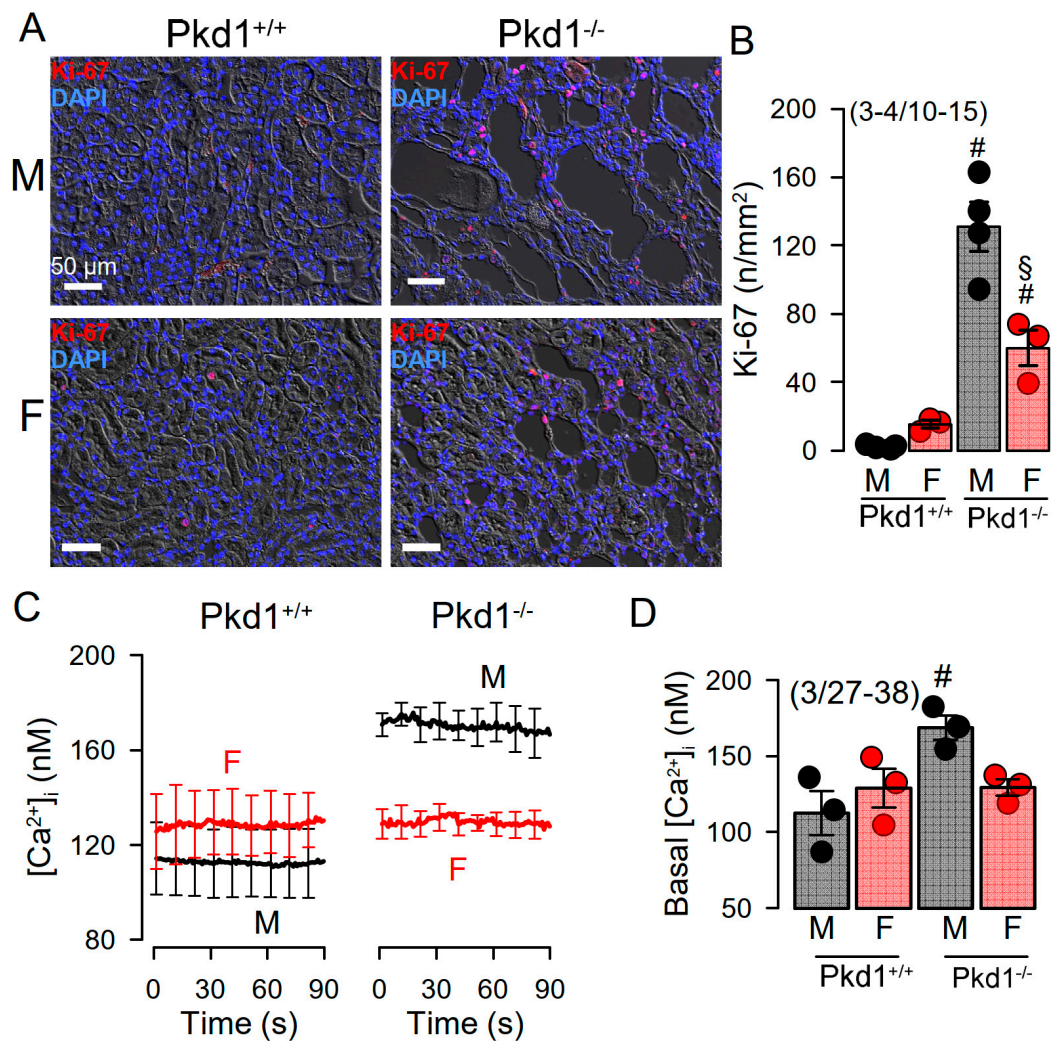 A
Pkd1+/+
Pkd1-/-
M
Ki-67
DAPI
50 µm
Ki-67
DAPI
F
Ki-67
DAPI
Ki-67
DAPI
B
Ki-67 (n/mm²)
200
160
120
80
40
0
(3-4/10-15)
#
§
#
M F M F
Pkd1+/+ Pkd1-/-
C
Pkd1+/+
Pkd1-/-
[Ca2+]i (nM)
200
160
120
80
F
M
M
F
0 30 60 90
0 30 60 90
Time (s)
Time (s)
D
Basal [Ca2+]i (nM)
200
150
100
50
(3/27-38)
#
M F M F
Pkd1+/+ Pkd1-/-